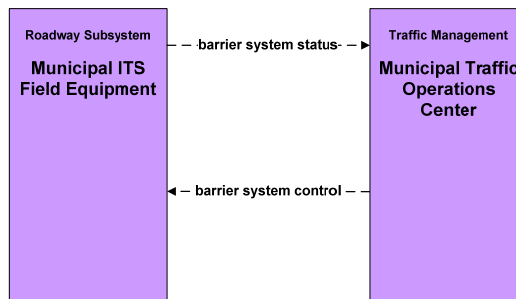 Roadway Subsystem
Municipal ITS
Field Equipment
barrier system status
Traffic Management
Municipal Traffic
Operations
Center
barrier system control